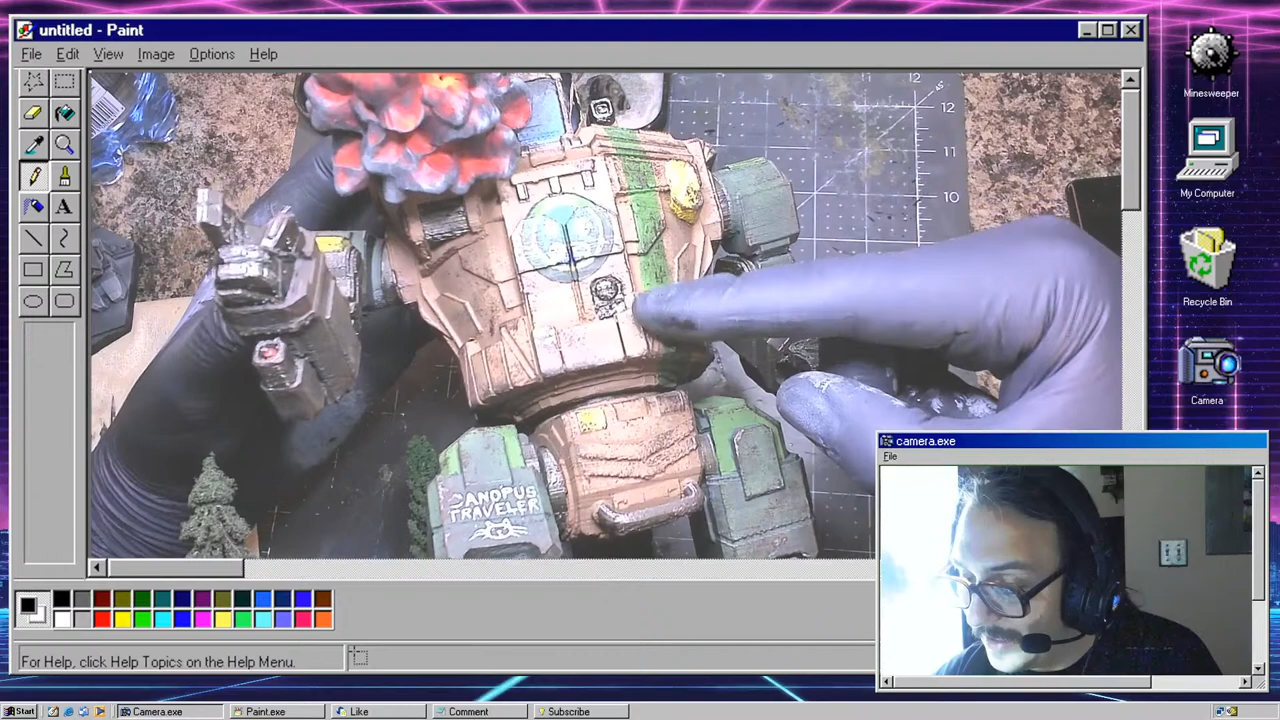 untitled - Paint
File Edit View Image Options Help
12
12
11
10
Minesweeper
My Computer
Recycle Bin
Camera
CANOPUS
TRAVELER
camera.exe
File
For Help, click Help Topics on the Help Menu.
Start Camera.exe Paint.exe Like Comment Subscribe